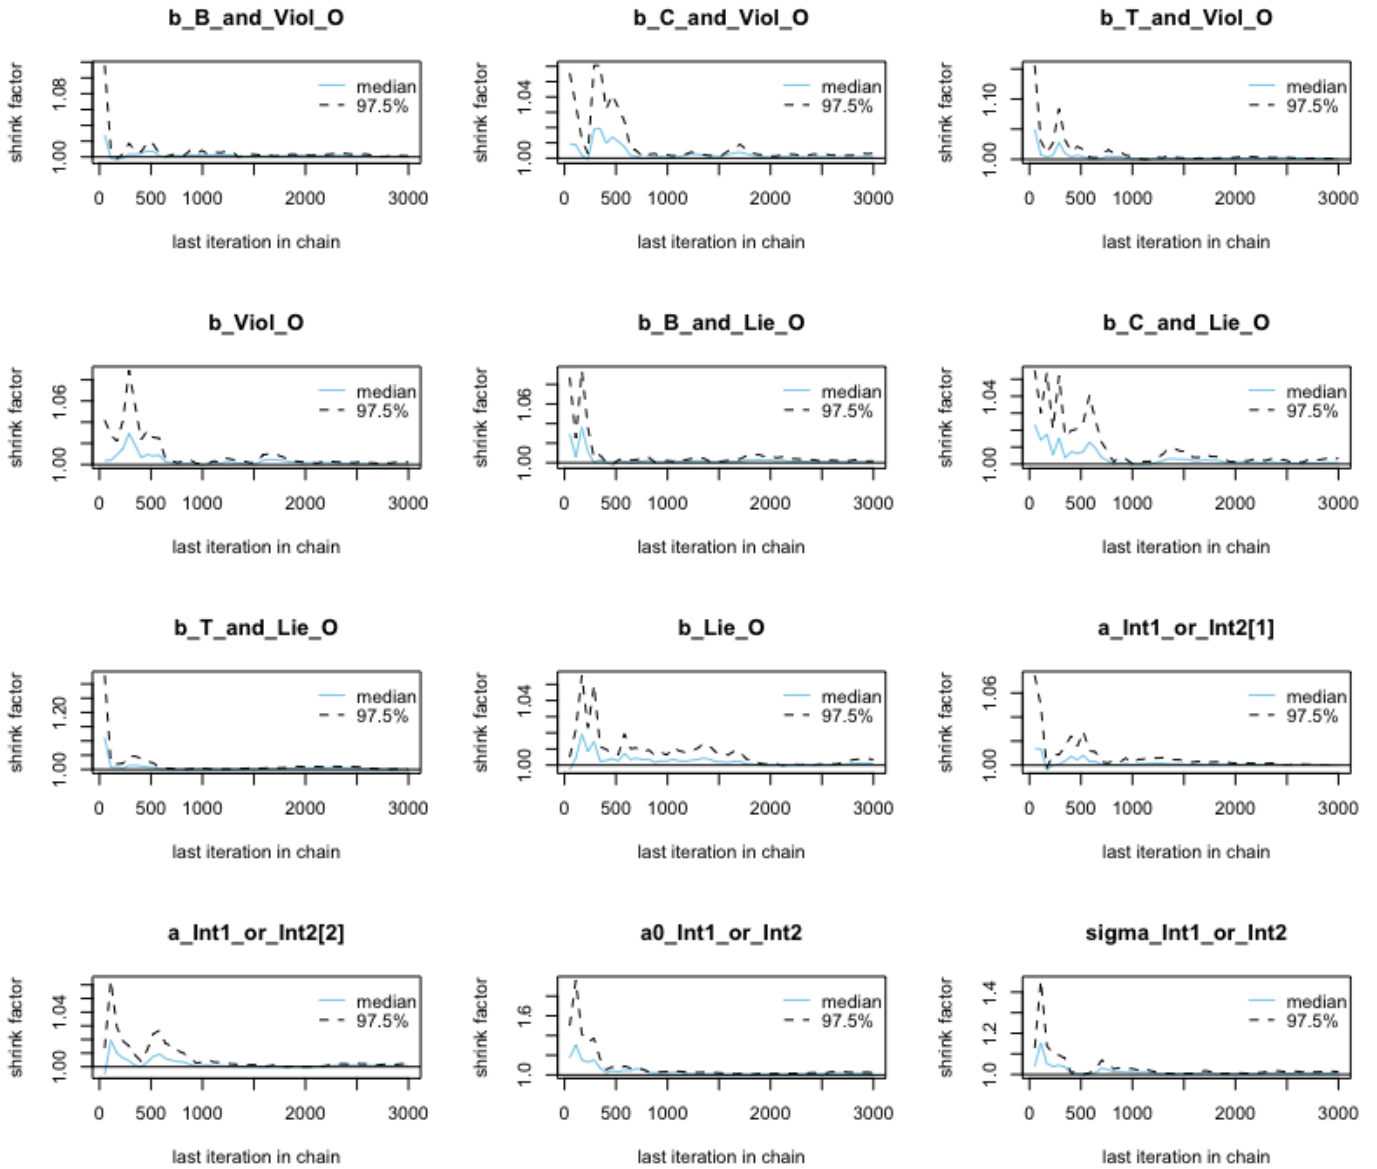 b_B_and_Viol_O
shrink factor
1.00 1.08
median
97.5%
0 500 1000 2000 3000
last iteration in chain
b_C_and_Viol_O
shrink factor
1.00 1.04
median
97.5%
0 500 1000 2000 3000
last iteration in chain
b_T_and_Viol_O
shrink factor
1.00 1.10
median
97.5%
0 500 1000 2000 3000
last iteration in chain
b_Viol_O
shrink factor
1.00 1.06
median
97.5%
0 500 1000 2000 3000
last iteration in chain
b_B_and_Lie_O
shrink factor
1.00 1.06
median
97.5%
0 500 1000 2000 3000
last iteration in chain
b_C_and_Lie_O
shrink factor
1.00 1.04
median
97.5%
0 500 1000 2000 3000
last iteration in chain
b_T_and_Lie_O
shrink factor
1.00 1.20
median
97.5%
0 500 1000 2000 3000
last iteration in chain
b_Lie_O
shrink factor
1.00 1.04
median
97.5%
0 500 1000 2000 3000
last iteration in chain
a_Int1_or_Int2[1]
shrink factor
1.00 1.06
median
97.5%
0 500 1000 2000 3000
last iteration in chain
a_Int1_or_Int2[2]
shrink factor
1.00 1.04
median
97.5%
0 500 1000 2000 3000
last iteration in chain
a0_Int1_or_Int2
shrink factor
1.0 1.6
median
97.5%
0 500 1000 2000 3000
last iteration in chain
sigma_Int1_or_Int2
shrink factor
1.0 1.2 1.4
median
97.5%
0 500 1000 2000 3000
last iteration in chain